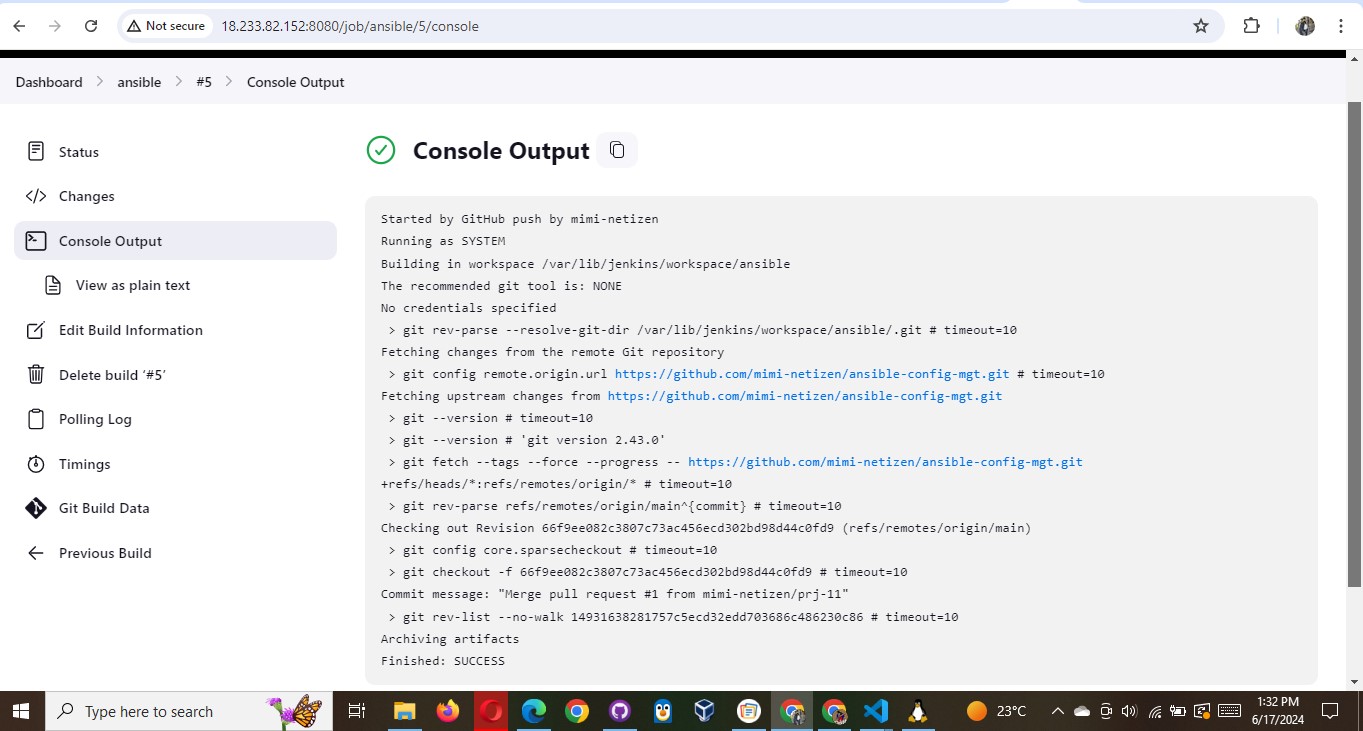 Not secure
18.233.82.152:8080/job/ansible/5/console
Dashboard
ansible
#5
Console Output
Status
Changes
Console Output
View as plain text
Edit Build Information
Delete build ‘#5’
Polling Log
Timings
Git Build Data
Previous Build
Console Output
Started by GitHub push by mimi-netizen
Running as SYSTEM
Building in workspace /var/lib/jenkins/workspace/ansible
The recommended git tool is: NONE
No credentials specified
> git rev-parse --resolve-git-dir /var/lib/jenkins/workspace/ansible/.git # timeout=10
Fetching changes from the remote Git repository
> git config remote.origin.url https://github.com/mimi-netizen/ansible-config-mgt.git # timeout=10
Fetching upstream changes from https://github.com/mimi-netizen/ansible-config-mgt.git
> git --version # timeout=10
> git --version # 'git version 2.43.0'
> git fetch --tags --force --progress -- https://github.com/mimi-netizen/ansible-config-mgt.git
+refs/heads/*:refs/remotes/origin/* # timeout=10
> git rev-parse refs/remotes/origin/main^{commit} # timeout=10
Checking out Revision 66f9ee082c3807c73ac456ecd302bd98d44c0fd9 (refs/remotes/origin/main)
> git config core.sparsecheckout # timeout=10
> git checkout -f 66f9ee082c3807c73ac456ecd302bd98d44c0fd9 # timeout=10
Commit message: "Merge pull request #1 from mimi-netizen/prj-11"
> git rev-list --no-walk 14931638281757c5ecd32edd703686c486230c86 # timeout=10
Archiving artifacts
Finished: SUCCESS
Type here to search
23°C
1:32 PM
6/17/2024